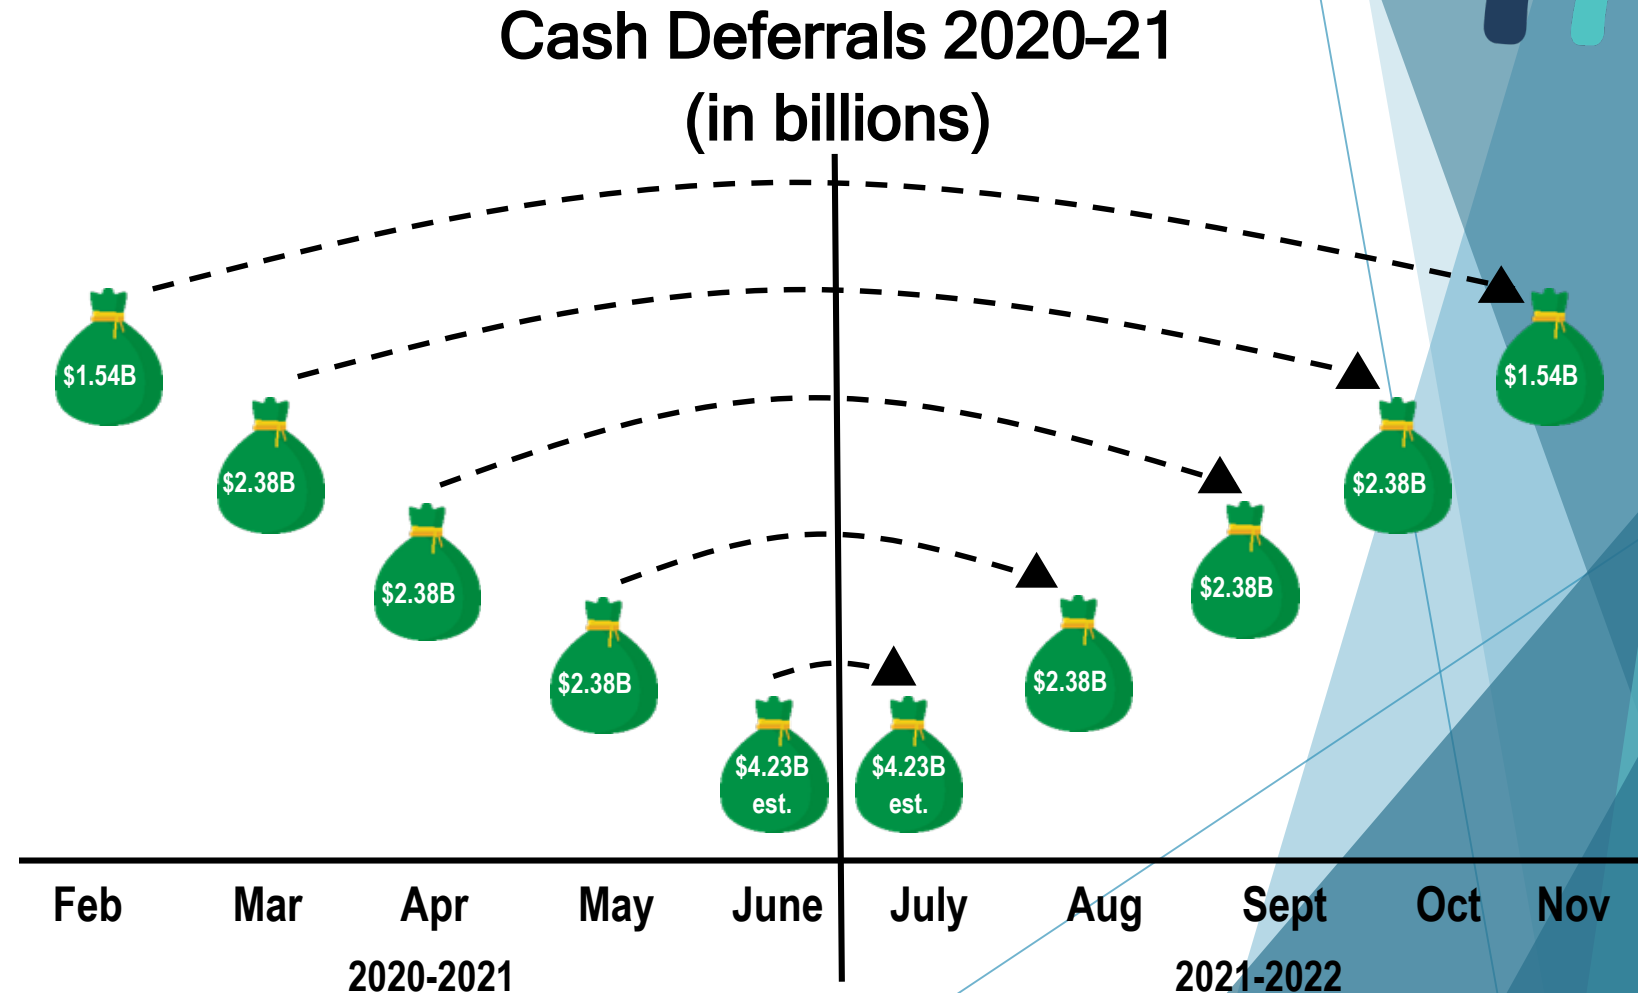 Cash Deferrals 2020-21
(in billions)
$1.54B
$1.54B
$2.38B
$2.38B
$2.38B
$2.38B
$2.38B
$2.38B
$4.23B
est.
$4.23B
est.
Feb Mar Apr May June July Aug Sept Oct Nov
2020-2021 2021-2022